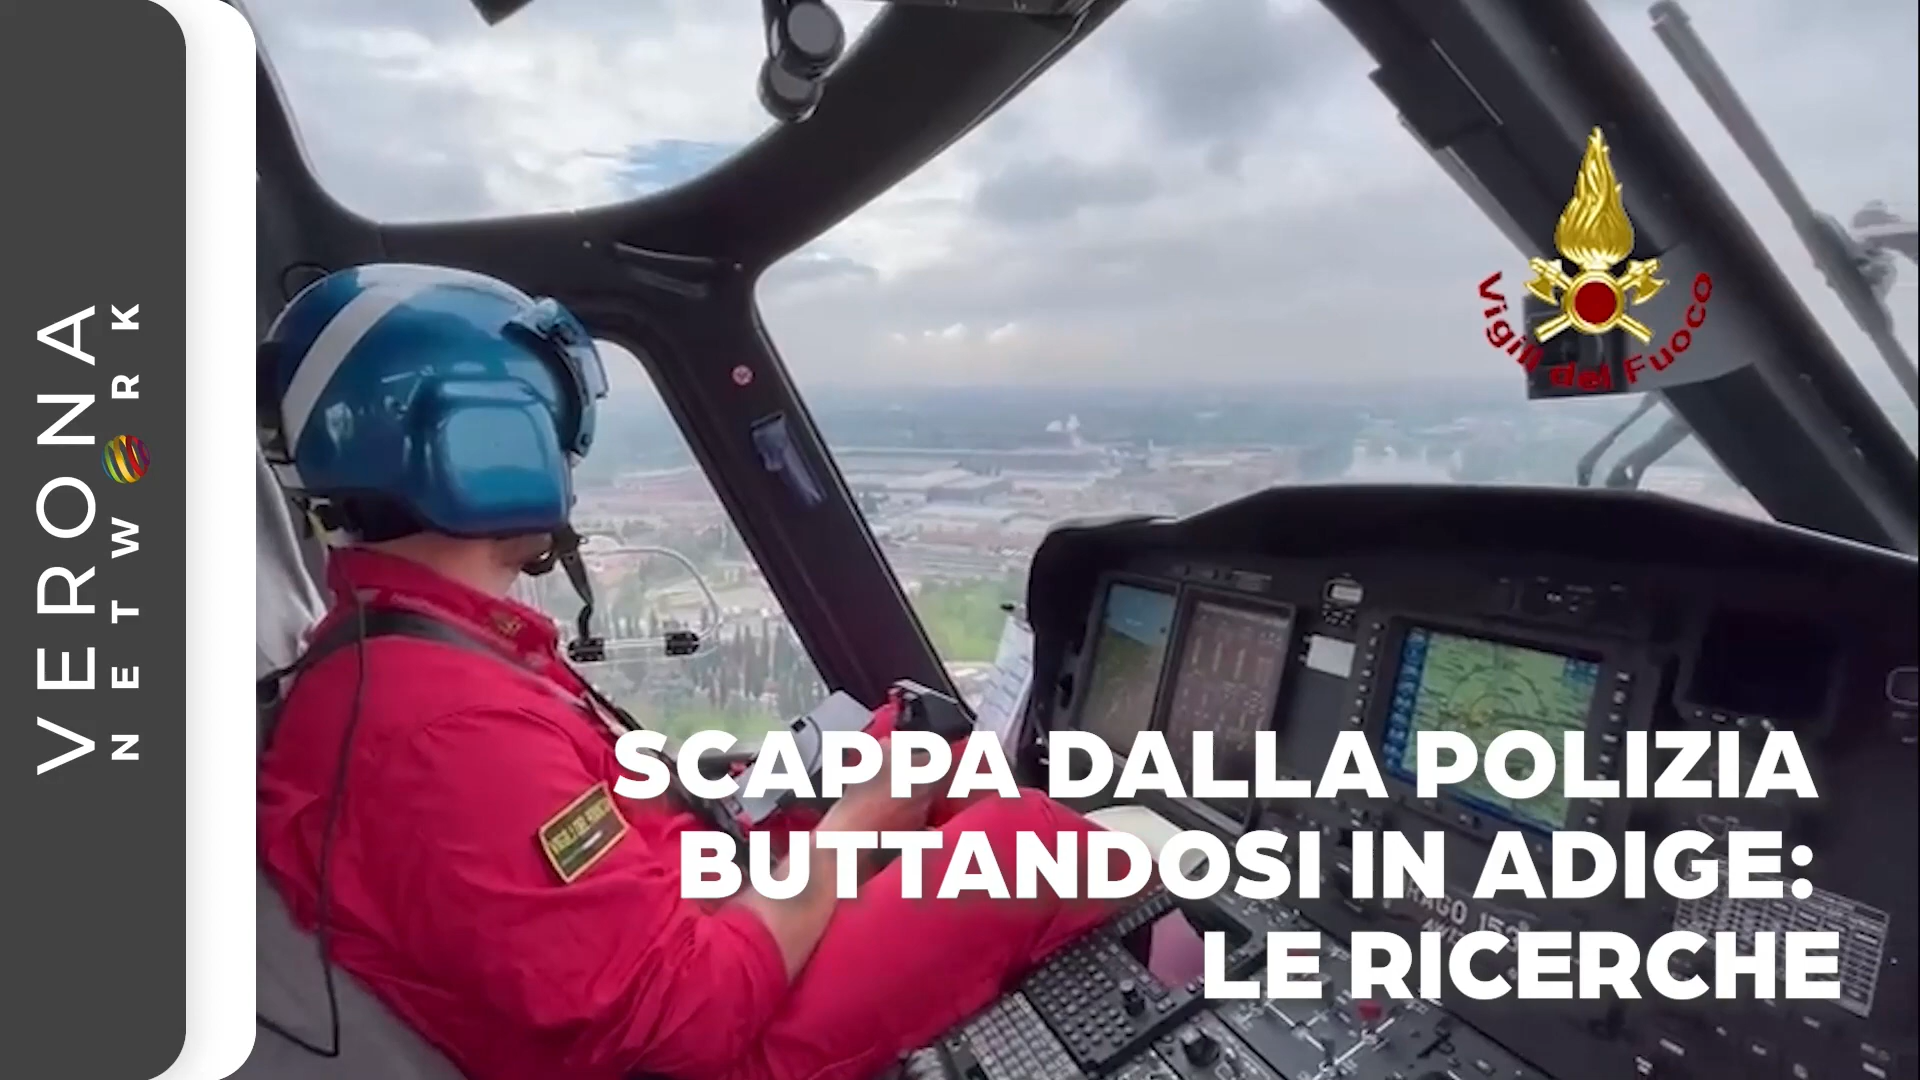 VERONA
NETWORK
Vigili del Fuoco
SCAPPA DALLA POLIZIA
BUTTANDOSI IN ADIGE:
LE RICERCHE